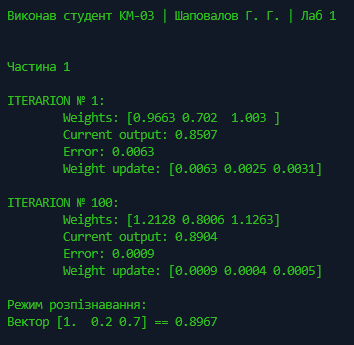 Виконав студент КМ-03 | Шаповалов Г. Г. | Лаб 1
Частина 1
ITERARION № 1:
Weights: [0.9663 0.702  1.003 ]
Current output: 0.8507
Error: 0.0063
Weight update: [0.0063 0.0025 0.0031]
ITERARION № 100:
Weights: [1.2128 0.8006 1.1263]
Current output: 0.8904
Error: 0.0009
Weight update: [0.0009 0.0004 0.0005]
Режим розпізнавання:
Вектор [1.  0.2 0.7] == 0.8967